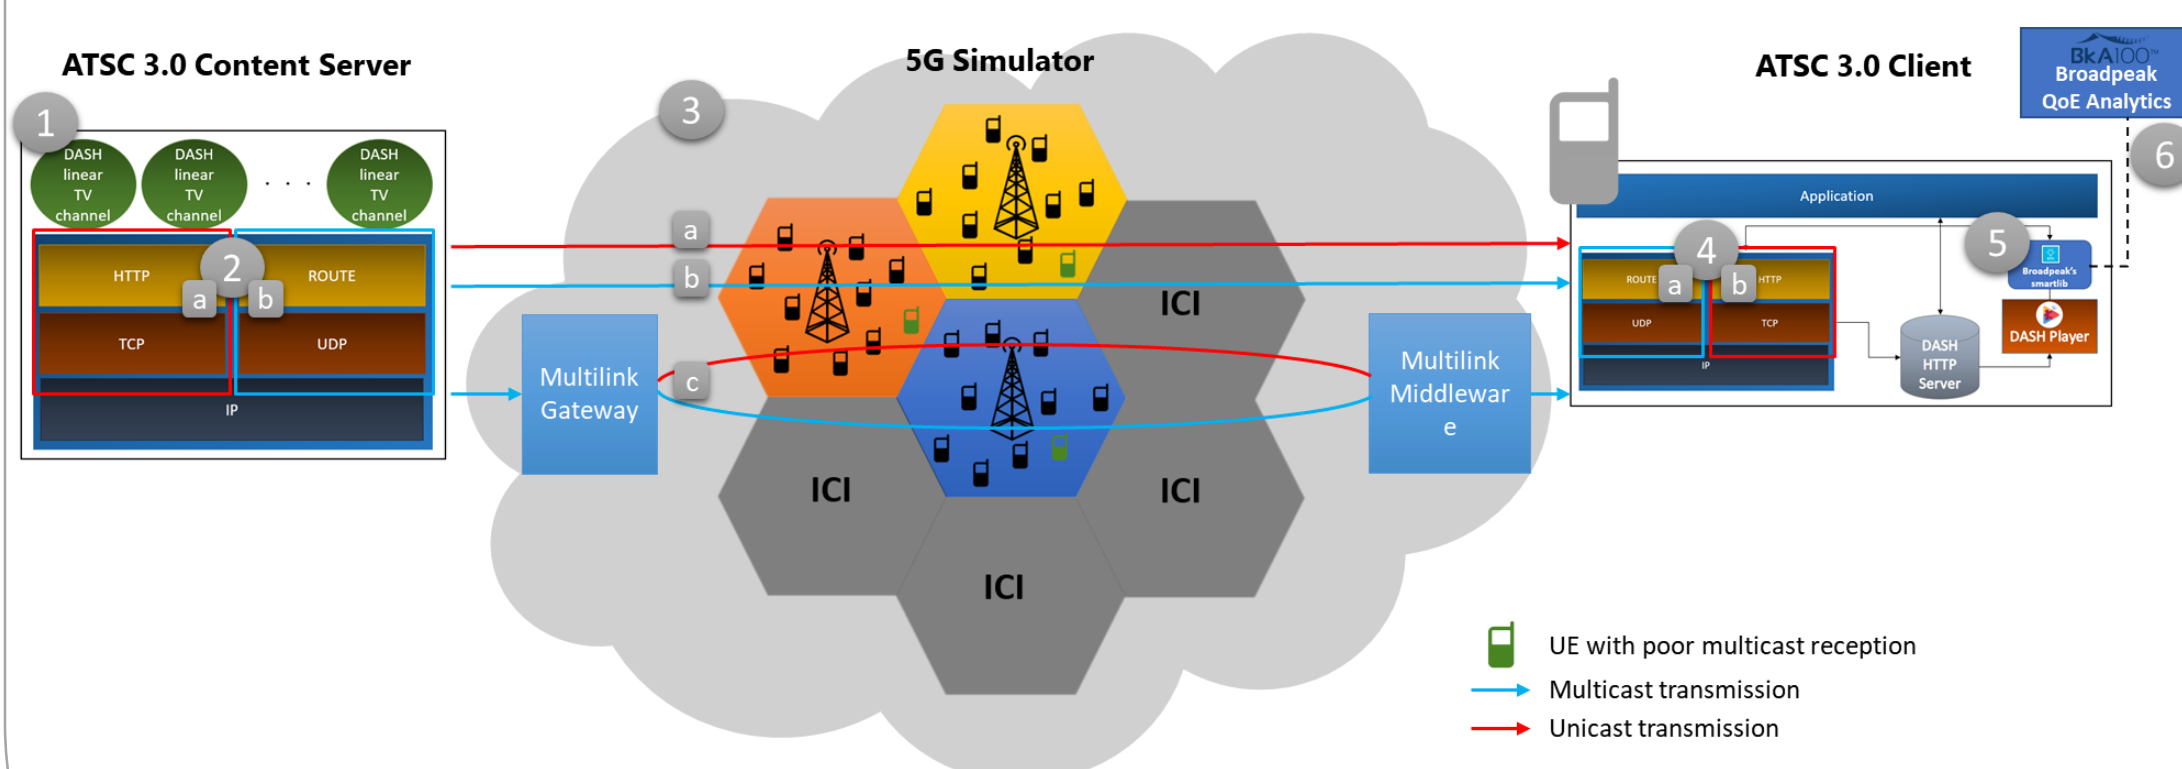 ATSC 3.0 Content Server
1
DASH
linear
TV
channel
DASH
linear
TV
channel
. . .
DASH
linear
TV
channel
2
HTTP
a
b
ROUTE
TCP
UDP
IP
5G Simulator
3
a
b
c
Multilink
Gateway
ICI
ICI
ICI
ICI
Multilink
Middlewar
e
ATSC 3.0 Client
BkA100™
Broadpeak
QoE Analytics
6
Application
4
5
ROUTE
a
b
HTTP
UDP
TCP
IP
Broadpeak's
smartlib
DASH
HTTP
Server
DASH Player
UE with poor multicast reception
Multicast transmission
Unicast transmission